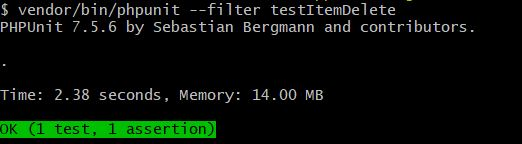 $ vendor/bin/phpunit --filter testItemDelete
PHPUnit 7.5.6 by Sebastian Bergmann and contributors.
.
Time: 2.38 seconds, Memory: 14.00 MB
OK (1 test, 1 assertion)